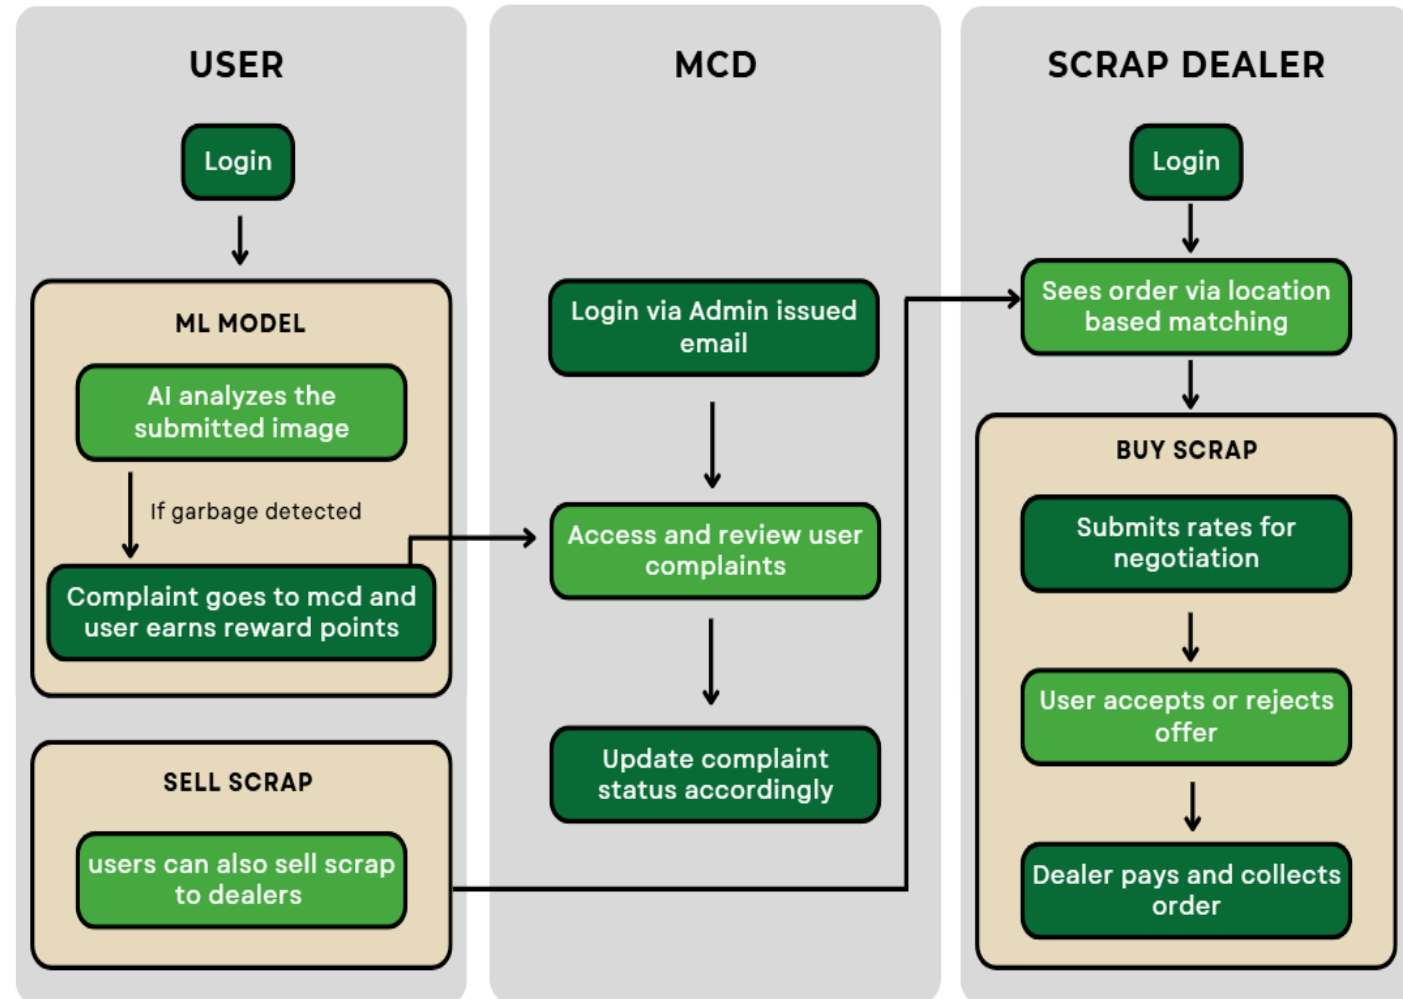 USER
Login
ML MODEL
AI analyzes the
submitted image
If garbage detected
Complaint goes to mcd and
user earns reward points
SELL SCRAP
users can also sell scrap
to dealers
MCD
Login via Admin issued
email
Access and review user
complaints
Update complaint
status accordingly
SCRAP DEALER
Login
Sees order via location
based matching
BUY SCRAP
Submits rates for
negotiation
User accepts or rejects
offer
Dealer pays and collects
order